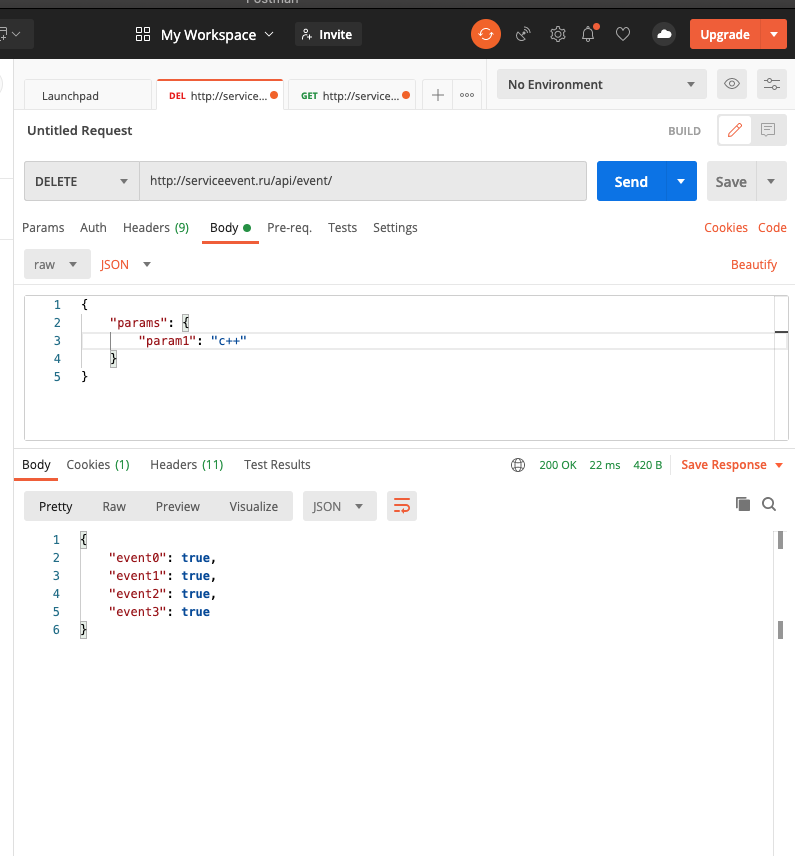 Postman
My Workspace
Invite
Upgrade
Launchpad
DEL http://service...
GET http://service...
No Environment
Untitled Request
BUILD
DELETE
http://serviceevent.ru/api/event/
Send
Save
Params Auth Headers (9) Body Pre-req. Tests Settings Cookies Code
raw JSON Beautify
1 {
2 "params": {
3 "param1": "c++"
4 }
5 }
Body Cookies (1) Headers (11) Test Results 200 OK 22 ms 420 B Save Response
Pretty Raw Preview Visualize JSON
1 {
2 "event0": true,
3 "event1": true,
4 "event2": true,
5 "event3": true
6 }